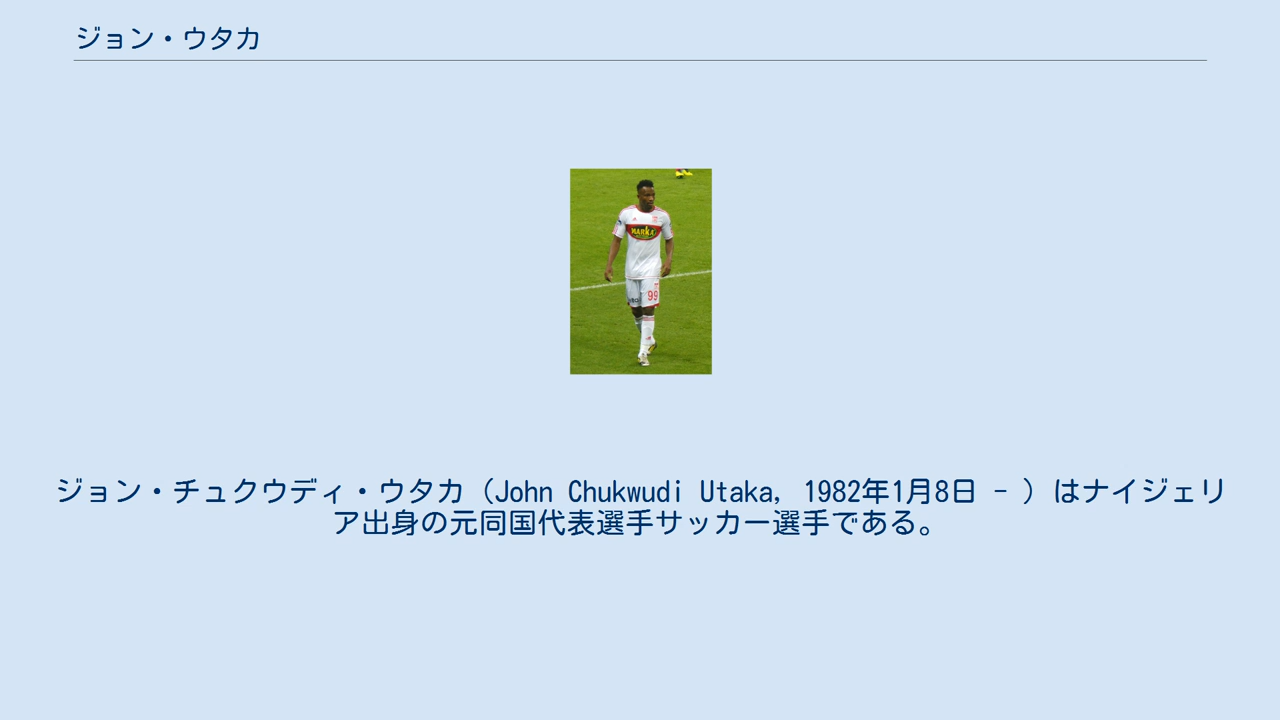 ジョン・ウタカ
MARKA
99
ジョン・チュクウディ・ウタカ（John Chukwudi Utaka, 1982年1月8日 - ）はナイジェリ
ア出身の元同国代表選手サッカー選手である。